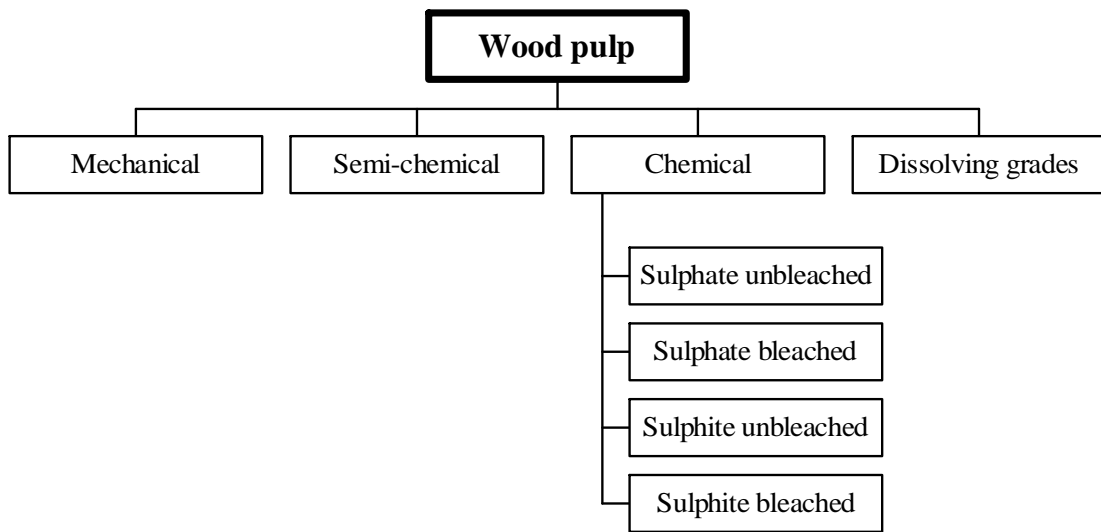 Wood pulp
Mechanical
Semi-chemical
Chemical
Dissolving grades
Sulphate unbleached
Sulphate bleached
Sulphite unbleached
Sulphite bleached